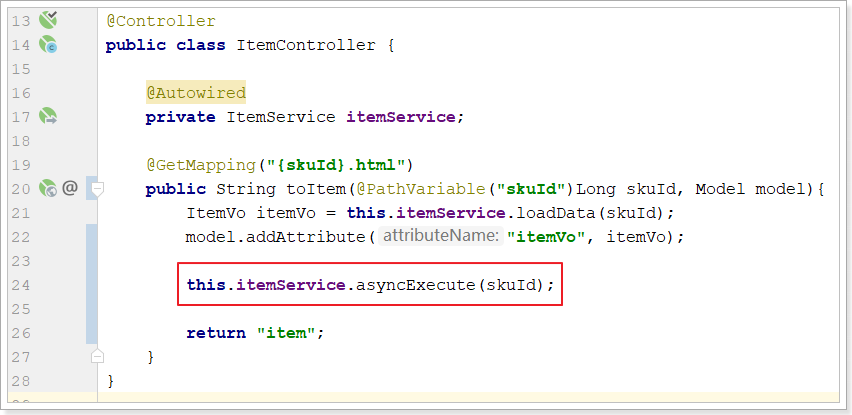 13 @Controller
14 public class ItemController {
15
16 @Autowired
17 private ItemService itemService;
18
19 @GetMapping("{skuId}.html")
20 @ public String toItem(@PathVariable("skuId")Long skuId, Model model){
21 ItemVo itemVo = this.itemService.loadData(skuId);
22 model.addAttribute( attributeName: "itemVo", itemVo);
23
24 this.itemService.asyncExecute(skuId);
25
26 return "item";
27 }
28 }